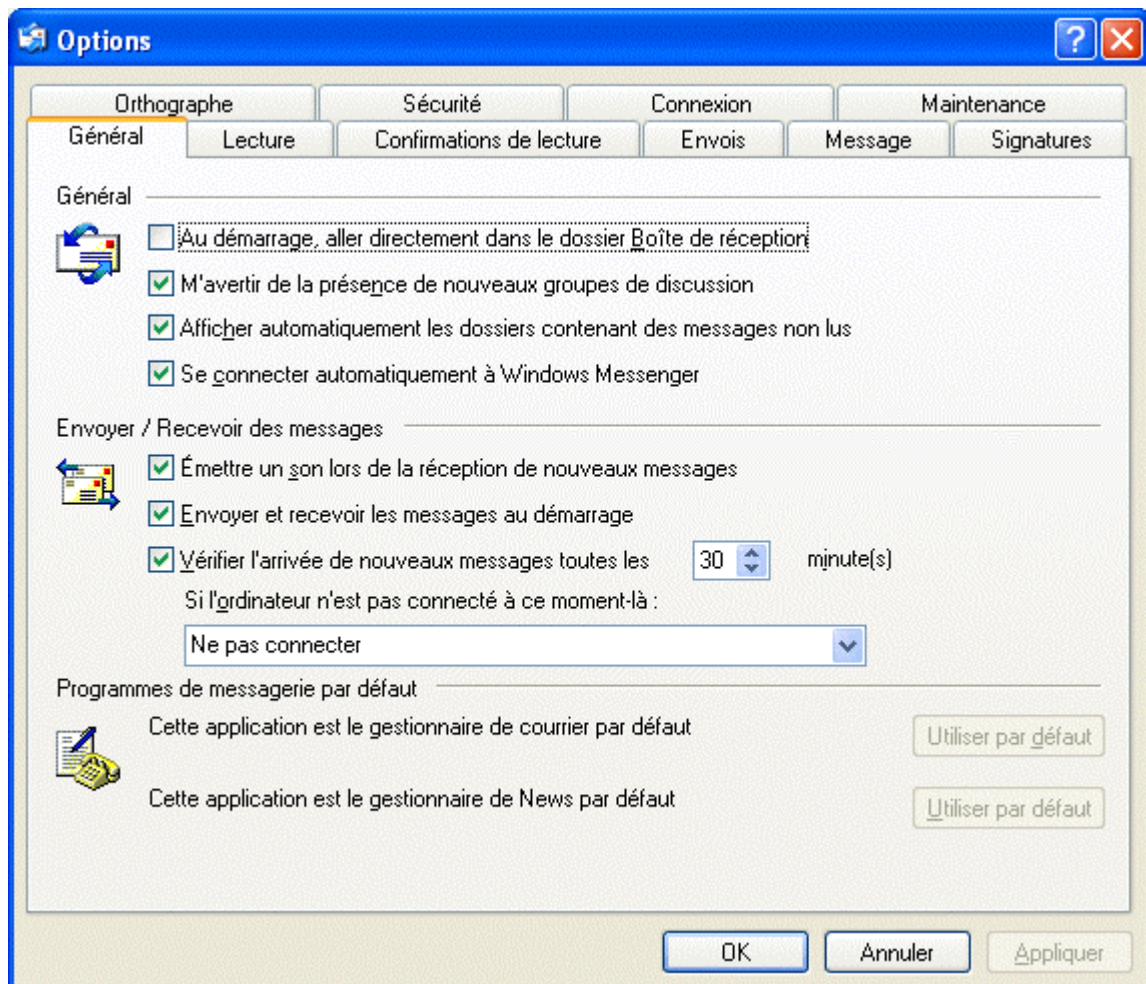 Options
Orthographe Sécurité Connexion Maintenance
Général Lecture Confirmations de lecture Envois Message Signatures
Général
Au démarrage, aller directement dans le dossier Boîte de réception
M'avertir de la présence de nouveaux groupes de discussion
Afficher automatiquement les dossiers contenant des messages non lus
Se connecter automatiquement à Windows Messenger
Envoyer / Recevoir des messages
Émettre un son lors de la réception de nouveaux messages
Envoyer et recevoir les messages au démarrage
Vérifier l'arrivée de nouveaux messages toutes les 30 minute(s)
Si l'ordinateur n'est pas connecté à ce moment-là :
Ne pas connecter
Programmes de messagerie par défaut
Cette application est le gestionnaire de courrier par défaut Utiliser par défaut
Cette application est le gestionnaire de News par défaut Utiliser par défaut
OK Annuler Appliquer